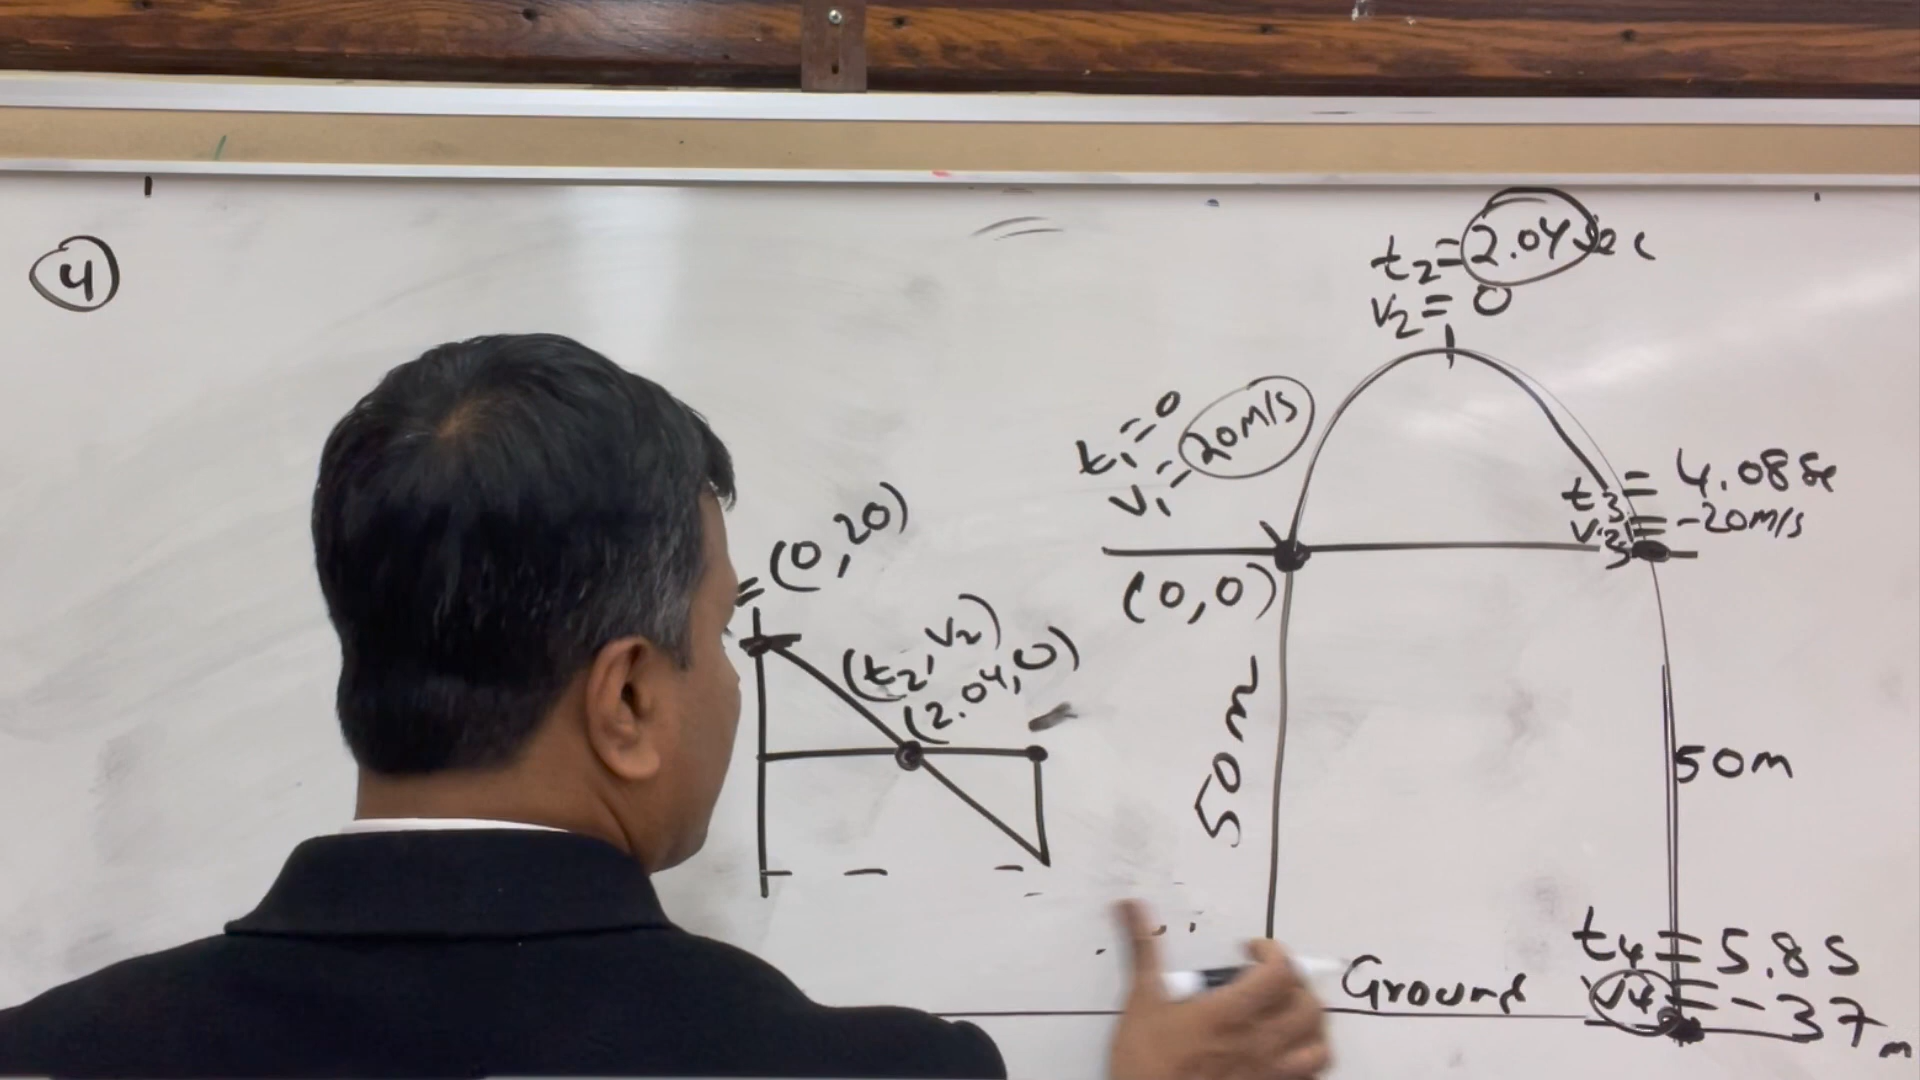 4
t2 = 2.04 sec
v2 = 0
t1 = 0
v1 = 20m/s
t3 = 4.08 se
v3 = -20m/s
= (0, 20)
(0, 0)
(t2, v2)
(2.04, 0)
50m
50m
Ground
t4 = 5.8 s
v4 = -37 m